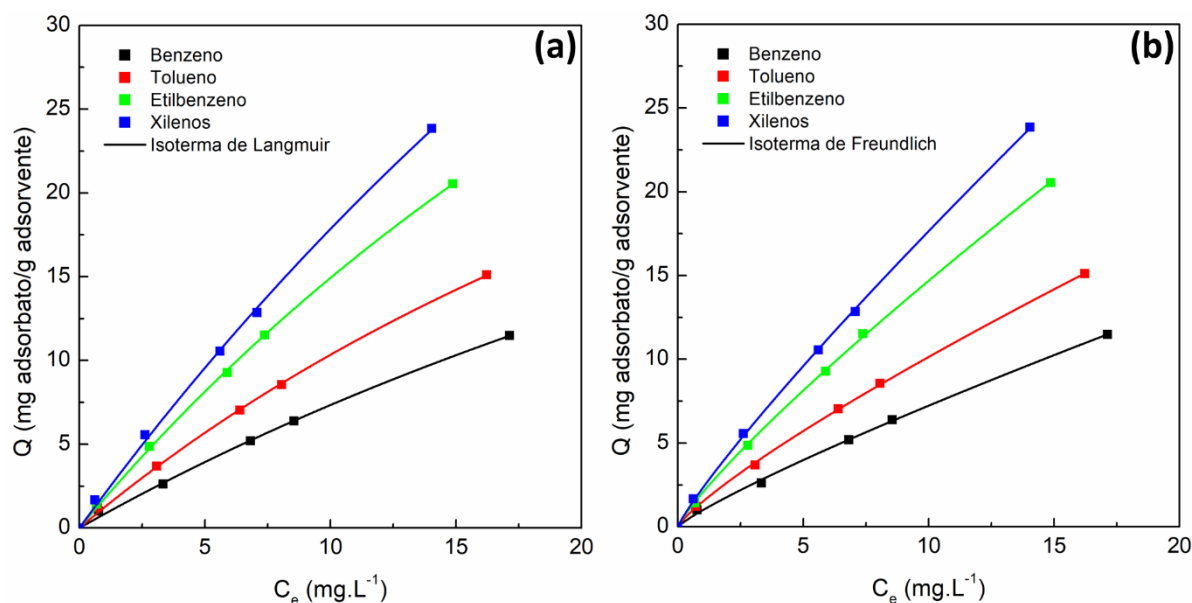 (a)
Q (mg adsorbato/g adsorvente)
30
25
20
15
10
5
0
Benzeno
Tolueno
Etilbenzeno
Xilenos
Isoterma de Langmuir
0 5 10 15 20
C_e (mg.L⁻¹)
(b)
Q (mg adsorbato/g adsorvente)
30
25
20
15
10
5
0
Benzeno
Tolueno
Etilbenzeno
Xilenos
Isoterma de Freundlich
0 5 10 15 20
C_e (mg.L⁻¹)